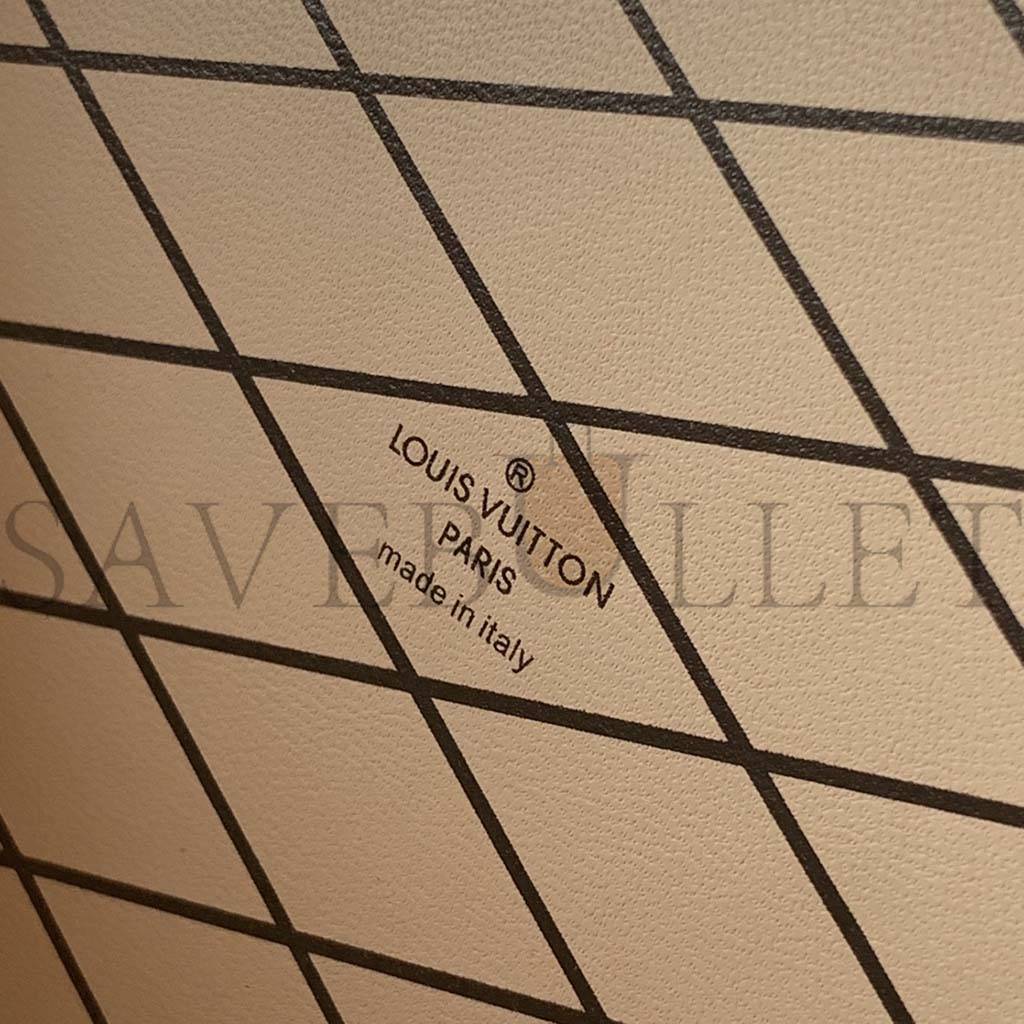 ®
LOUIS VUITTON
PARIS
made in italy
SAVEBULLET